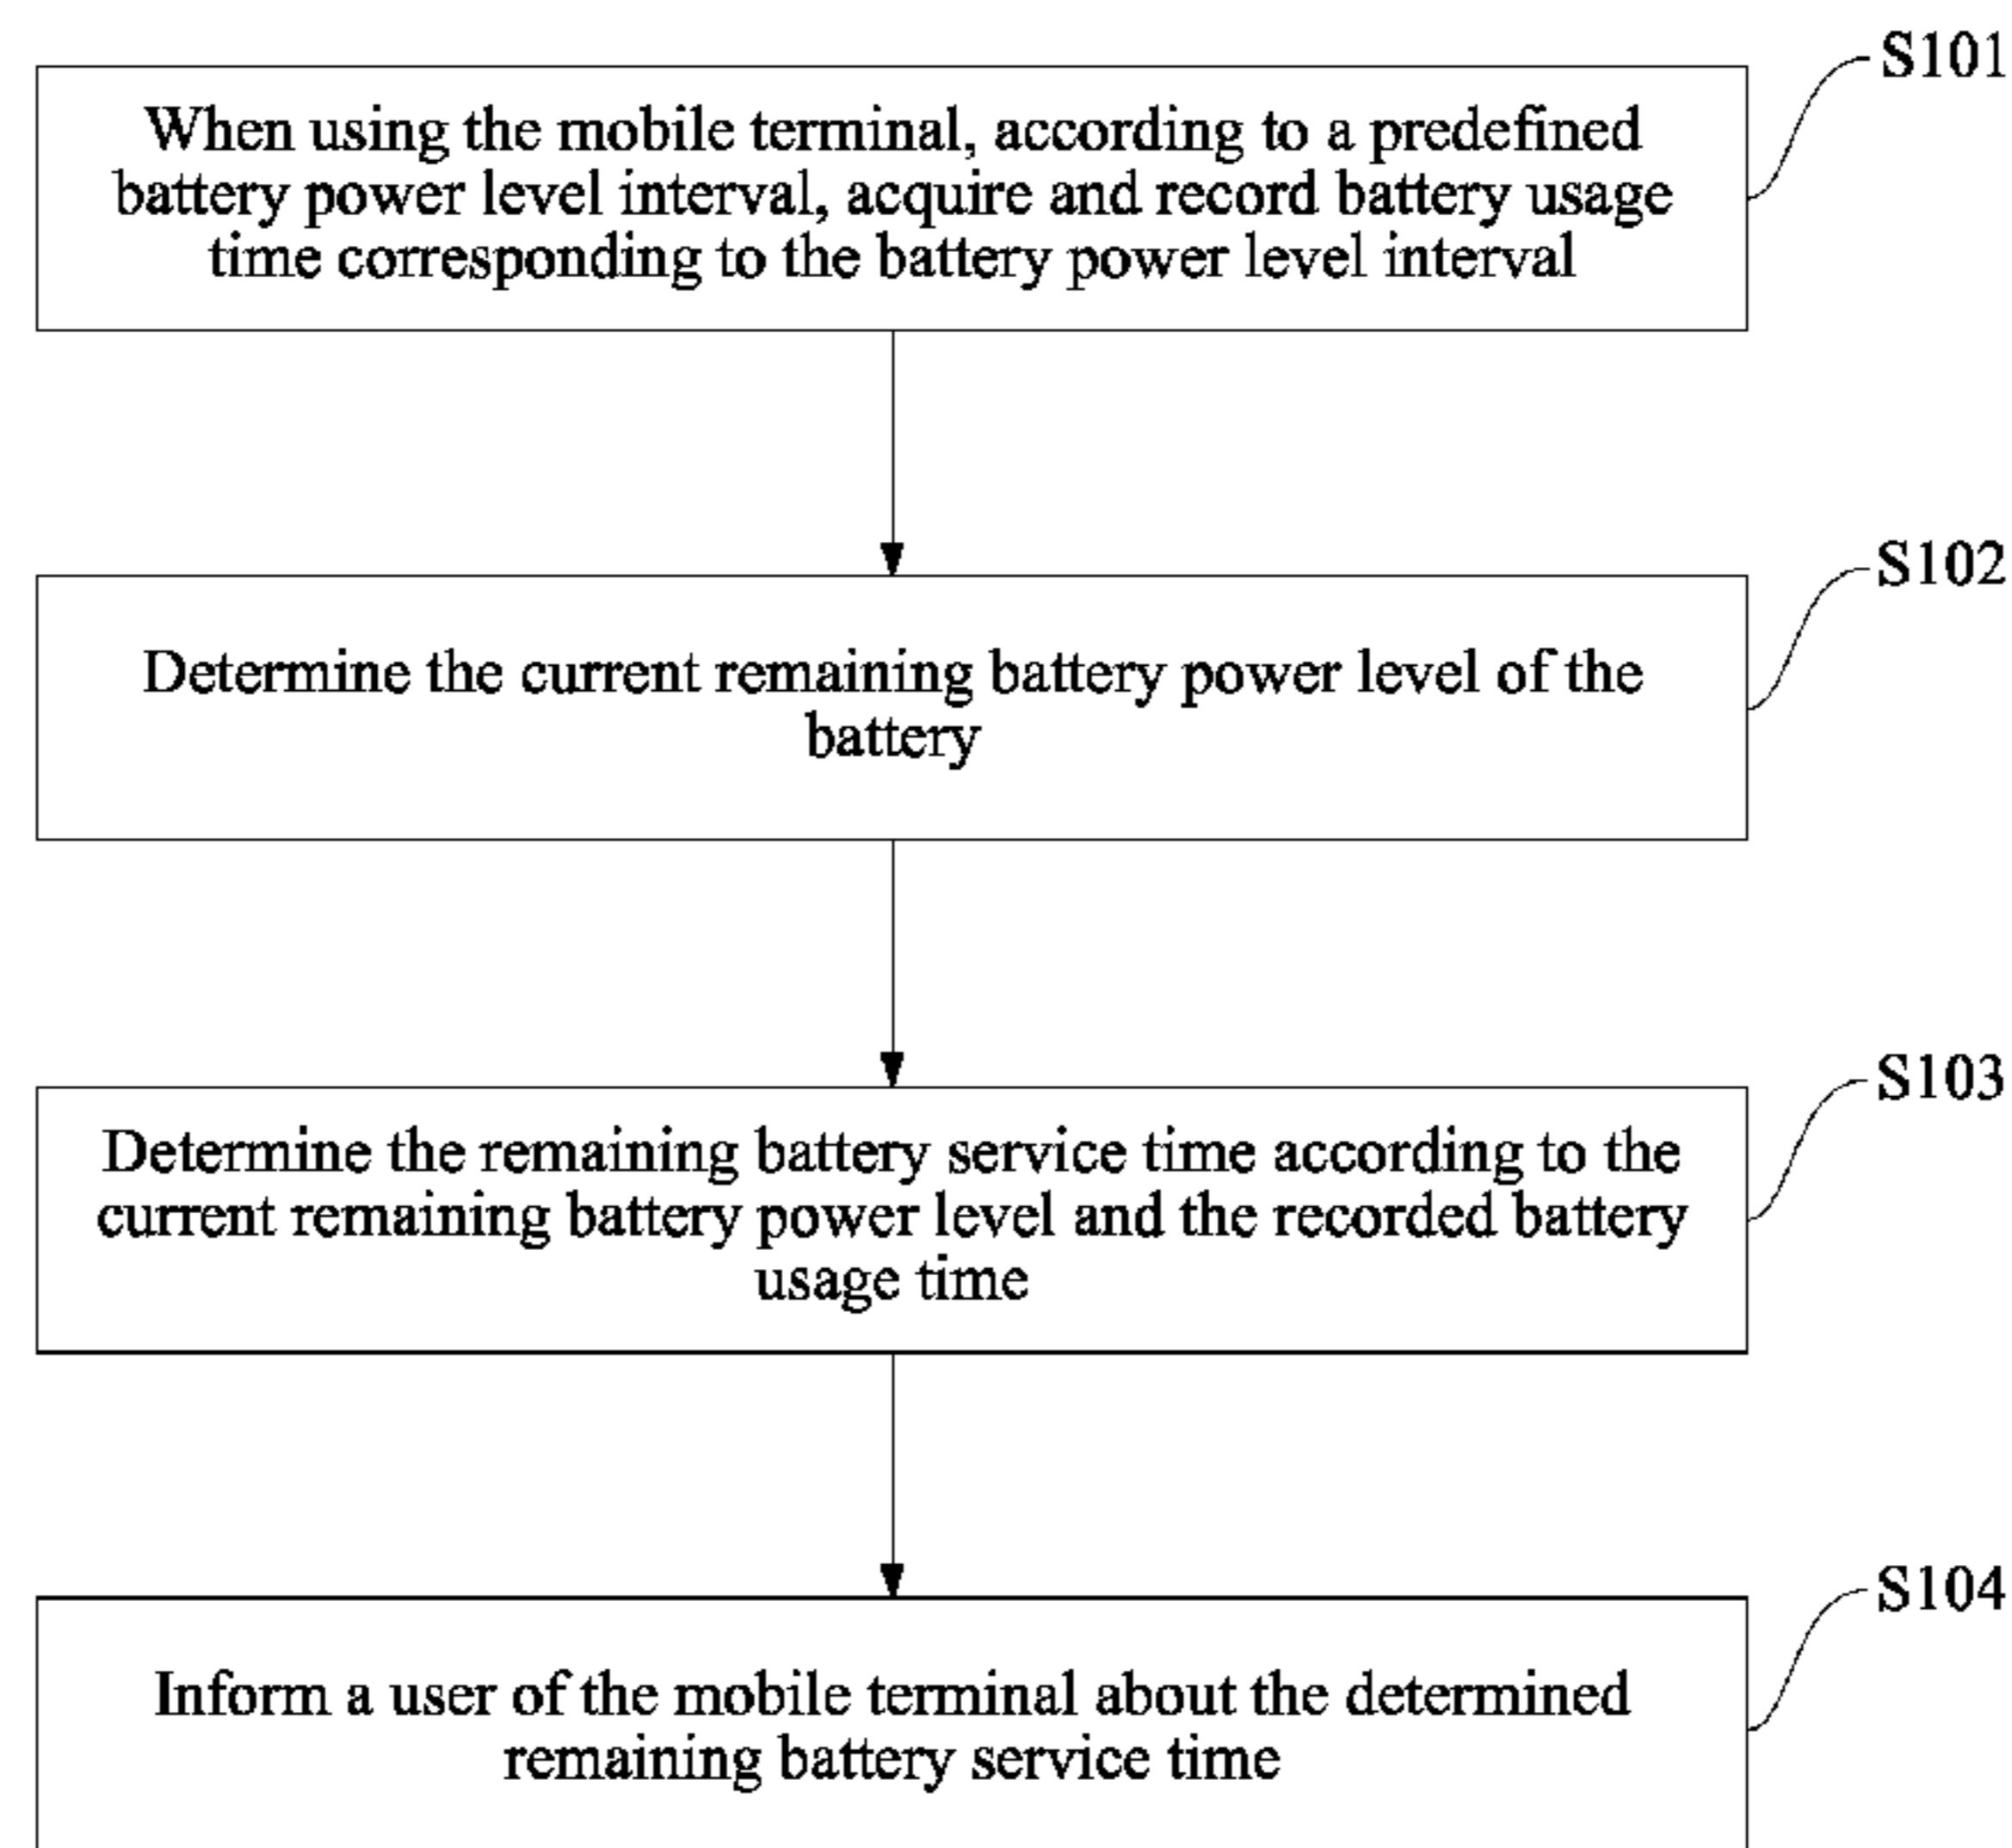 S101
When using the mobile terminal, according to a predefined
battery power level interval, acquire and record battery usage
time corresponding to the battery power level interval
S102
Determine the current remaining battery power level of the
battery
S103
Determine the remaining battery service time according to the
current remaining battery power level and the recorded battery
usage time
S104
Inform a user of the mobile terminal about the determined
remaining battery service time